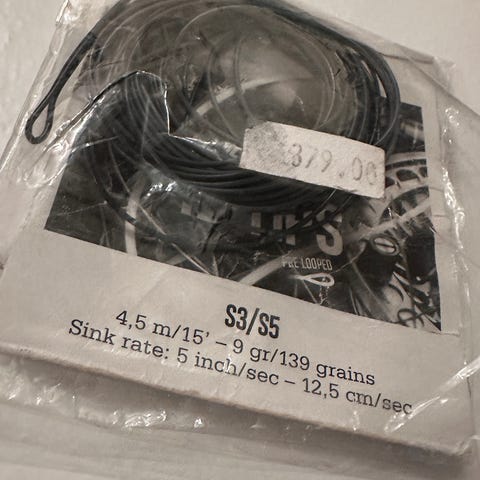 879.00
PRE LOOPED
S3/S5
4,5 m/15' – 9 gr/139 grains
Sink rate: 5 inch/sec – 12,5 cm/sec